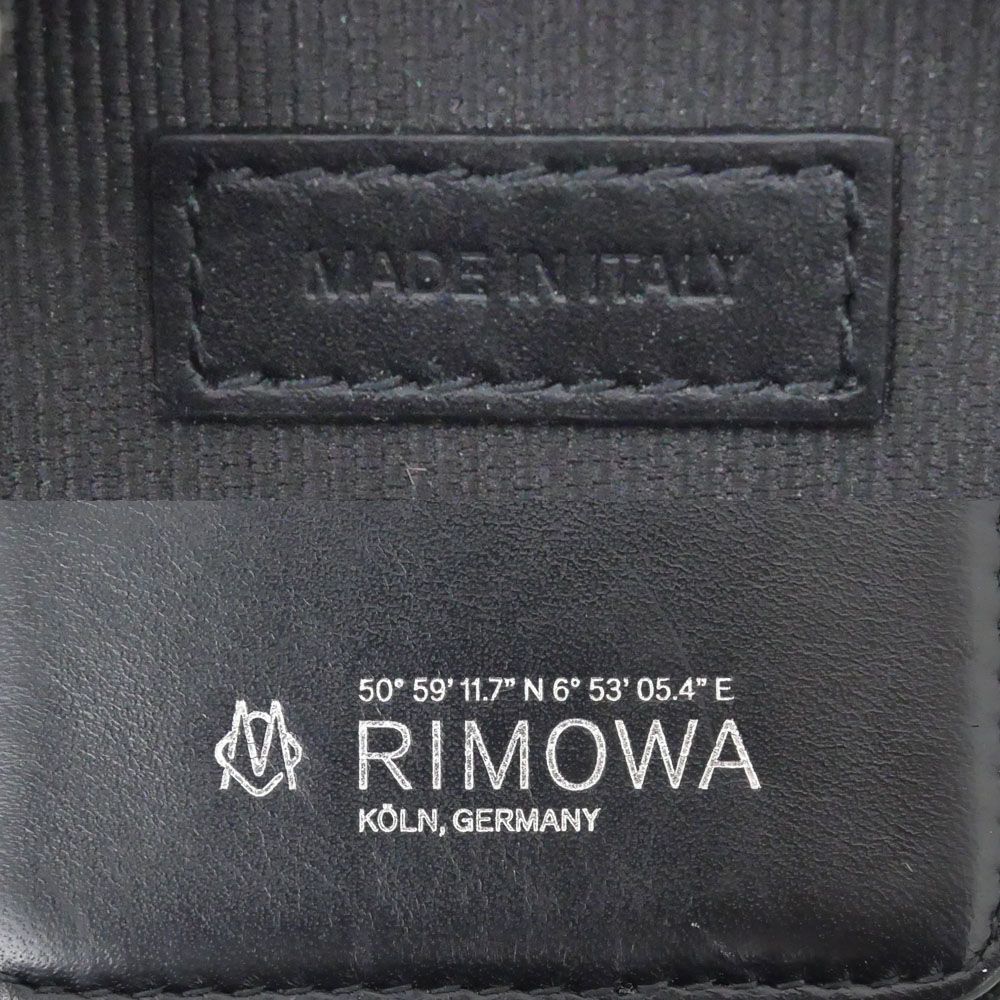 MADE IN ITALY
50° 59' 11.7" N 6° 53' 05.4" E
RIMOWA
KÖLN, GERMANY